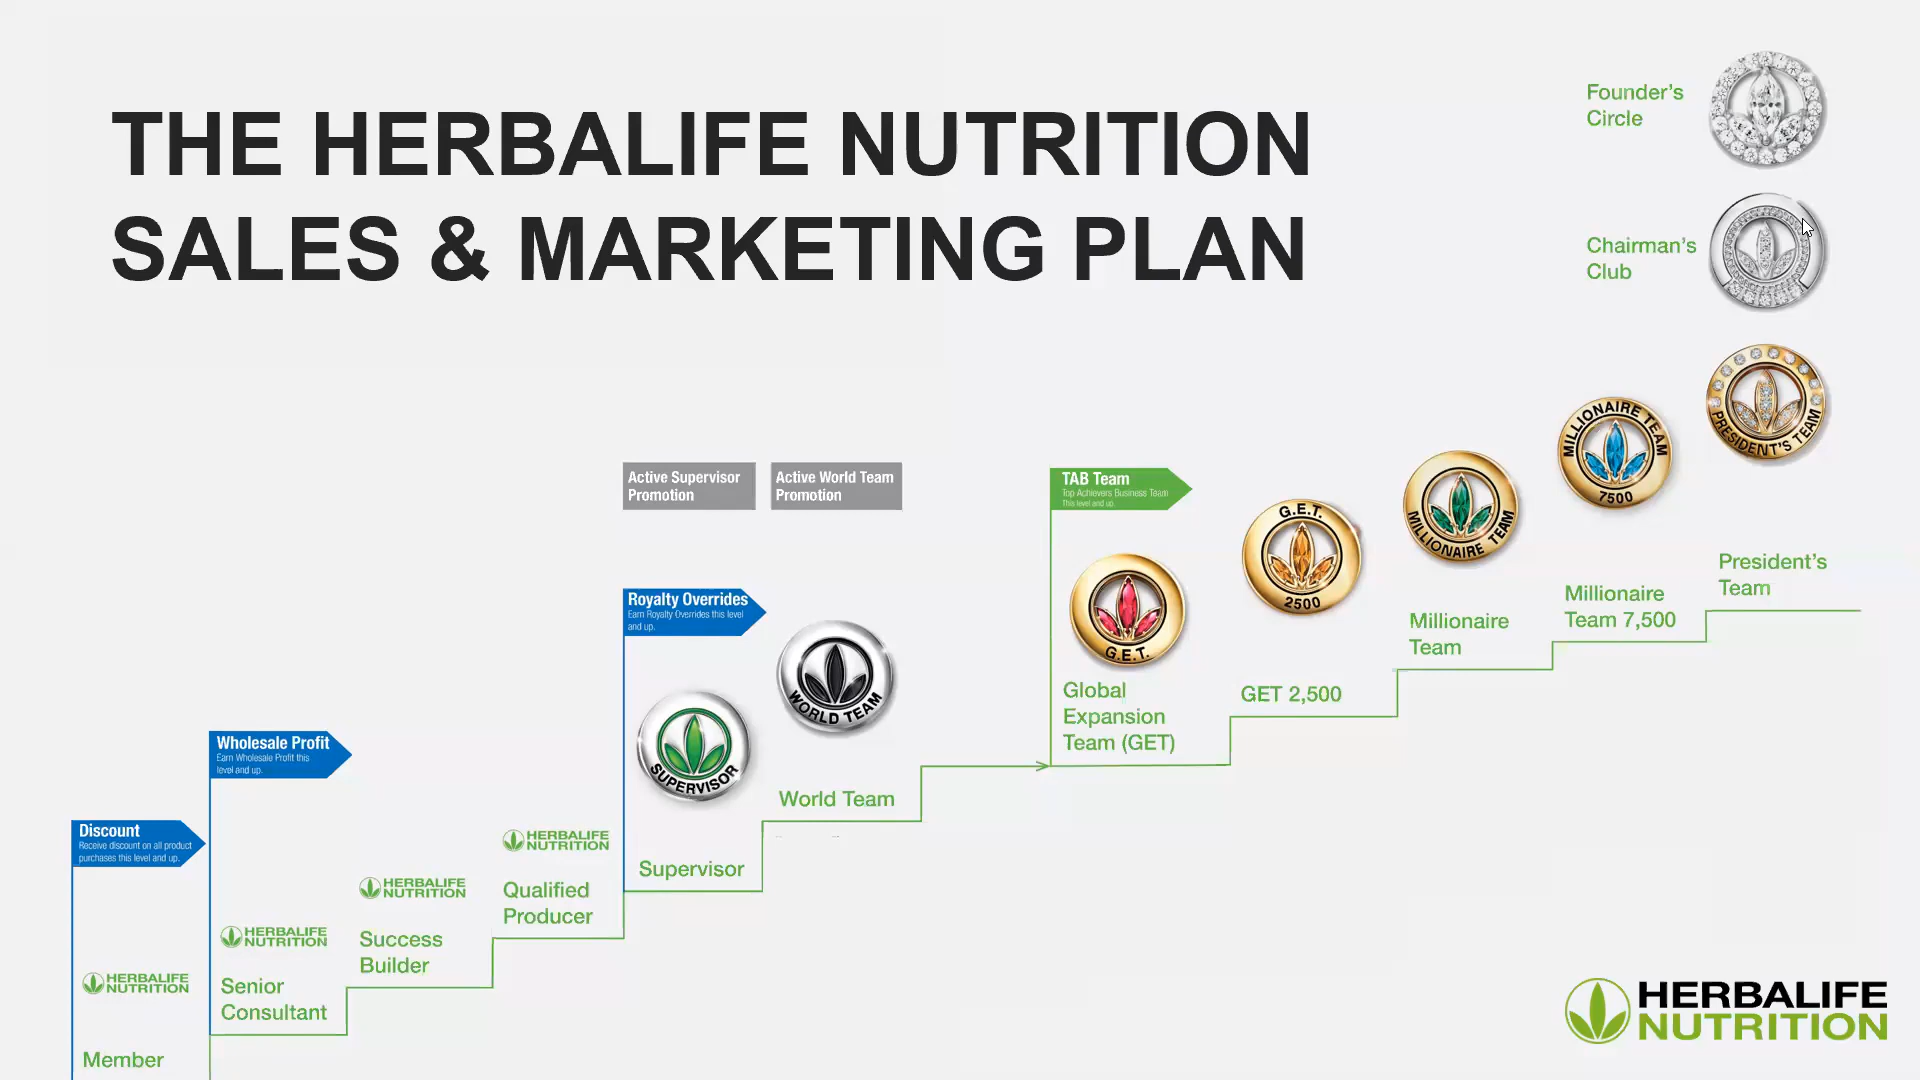 THE HERBALIFE NUTRITION
SALES & MARKETING PLAN
Founder's
Circle
Chairman's
Club
PRESIDENT'S TEAM
President's
Team
MILLIONAIRE TEAM
7500
Millionaire
Team 7,500
MILLIONAIRE TEAM
Millionaire
Team
G.E.T.
2500
GET 2,500
TAB Team
Top Achievers Business Team
This level and up
G.E.T.
Global
Expansion
Team (GET)
Active Supervisor
Promotion
Active World Team
Promotion
Royalty Overrides
Earn Royalty Overrides this level
and up.
WORLD TEAM
World Team
SUPERVISOR
Supervisor
HERBALIFE
NUTRITION
Qualified
Producer
HERBALIFE
NUTRITION
Success
Builder
Wholesale Profit
Earn Wholesale Profit this
level and up.
HERBALIFE
NUTRITION
Senior
Consultant
Discount
Receive discount on all product
purchases this level and up.
HERBALIFE
NUTRITION
Member
HERBALIFE
NUTRITION